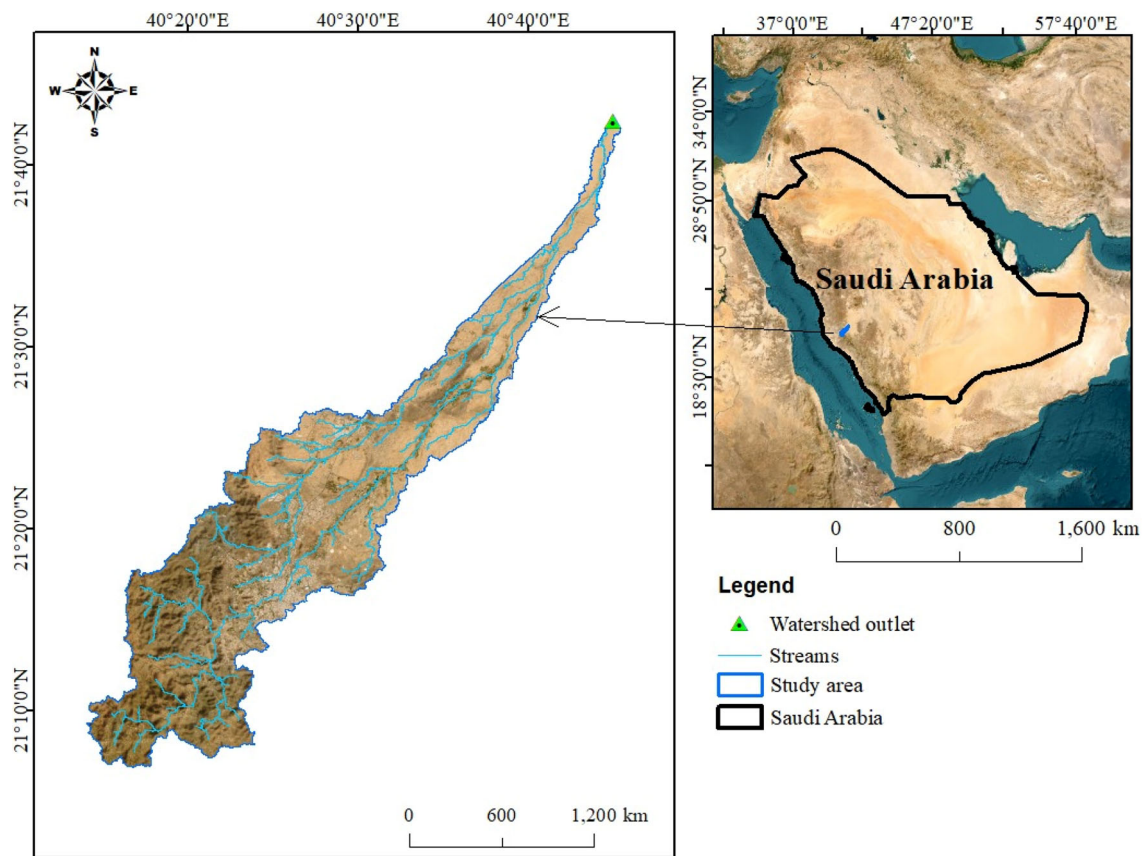 40°20'0"E 40°30'0"E 40°40'0"E
N
W E
S
21°40'0"N
21°30'0"N
21°20'0"N
21°10'0"N
0 600 1,200 km
37°0'0"E 47°20'0"E 57°40'0"E
34°0'0"N
28°50'0"N
18°30'0"N
Saudi Arabia
0 800 1,600 km
Legend
Watershed outlet
Streams
Study area
Saudi Arabia